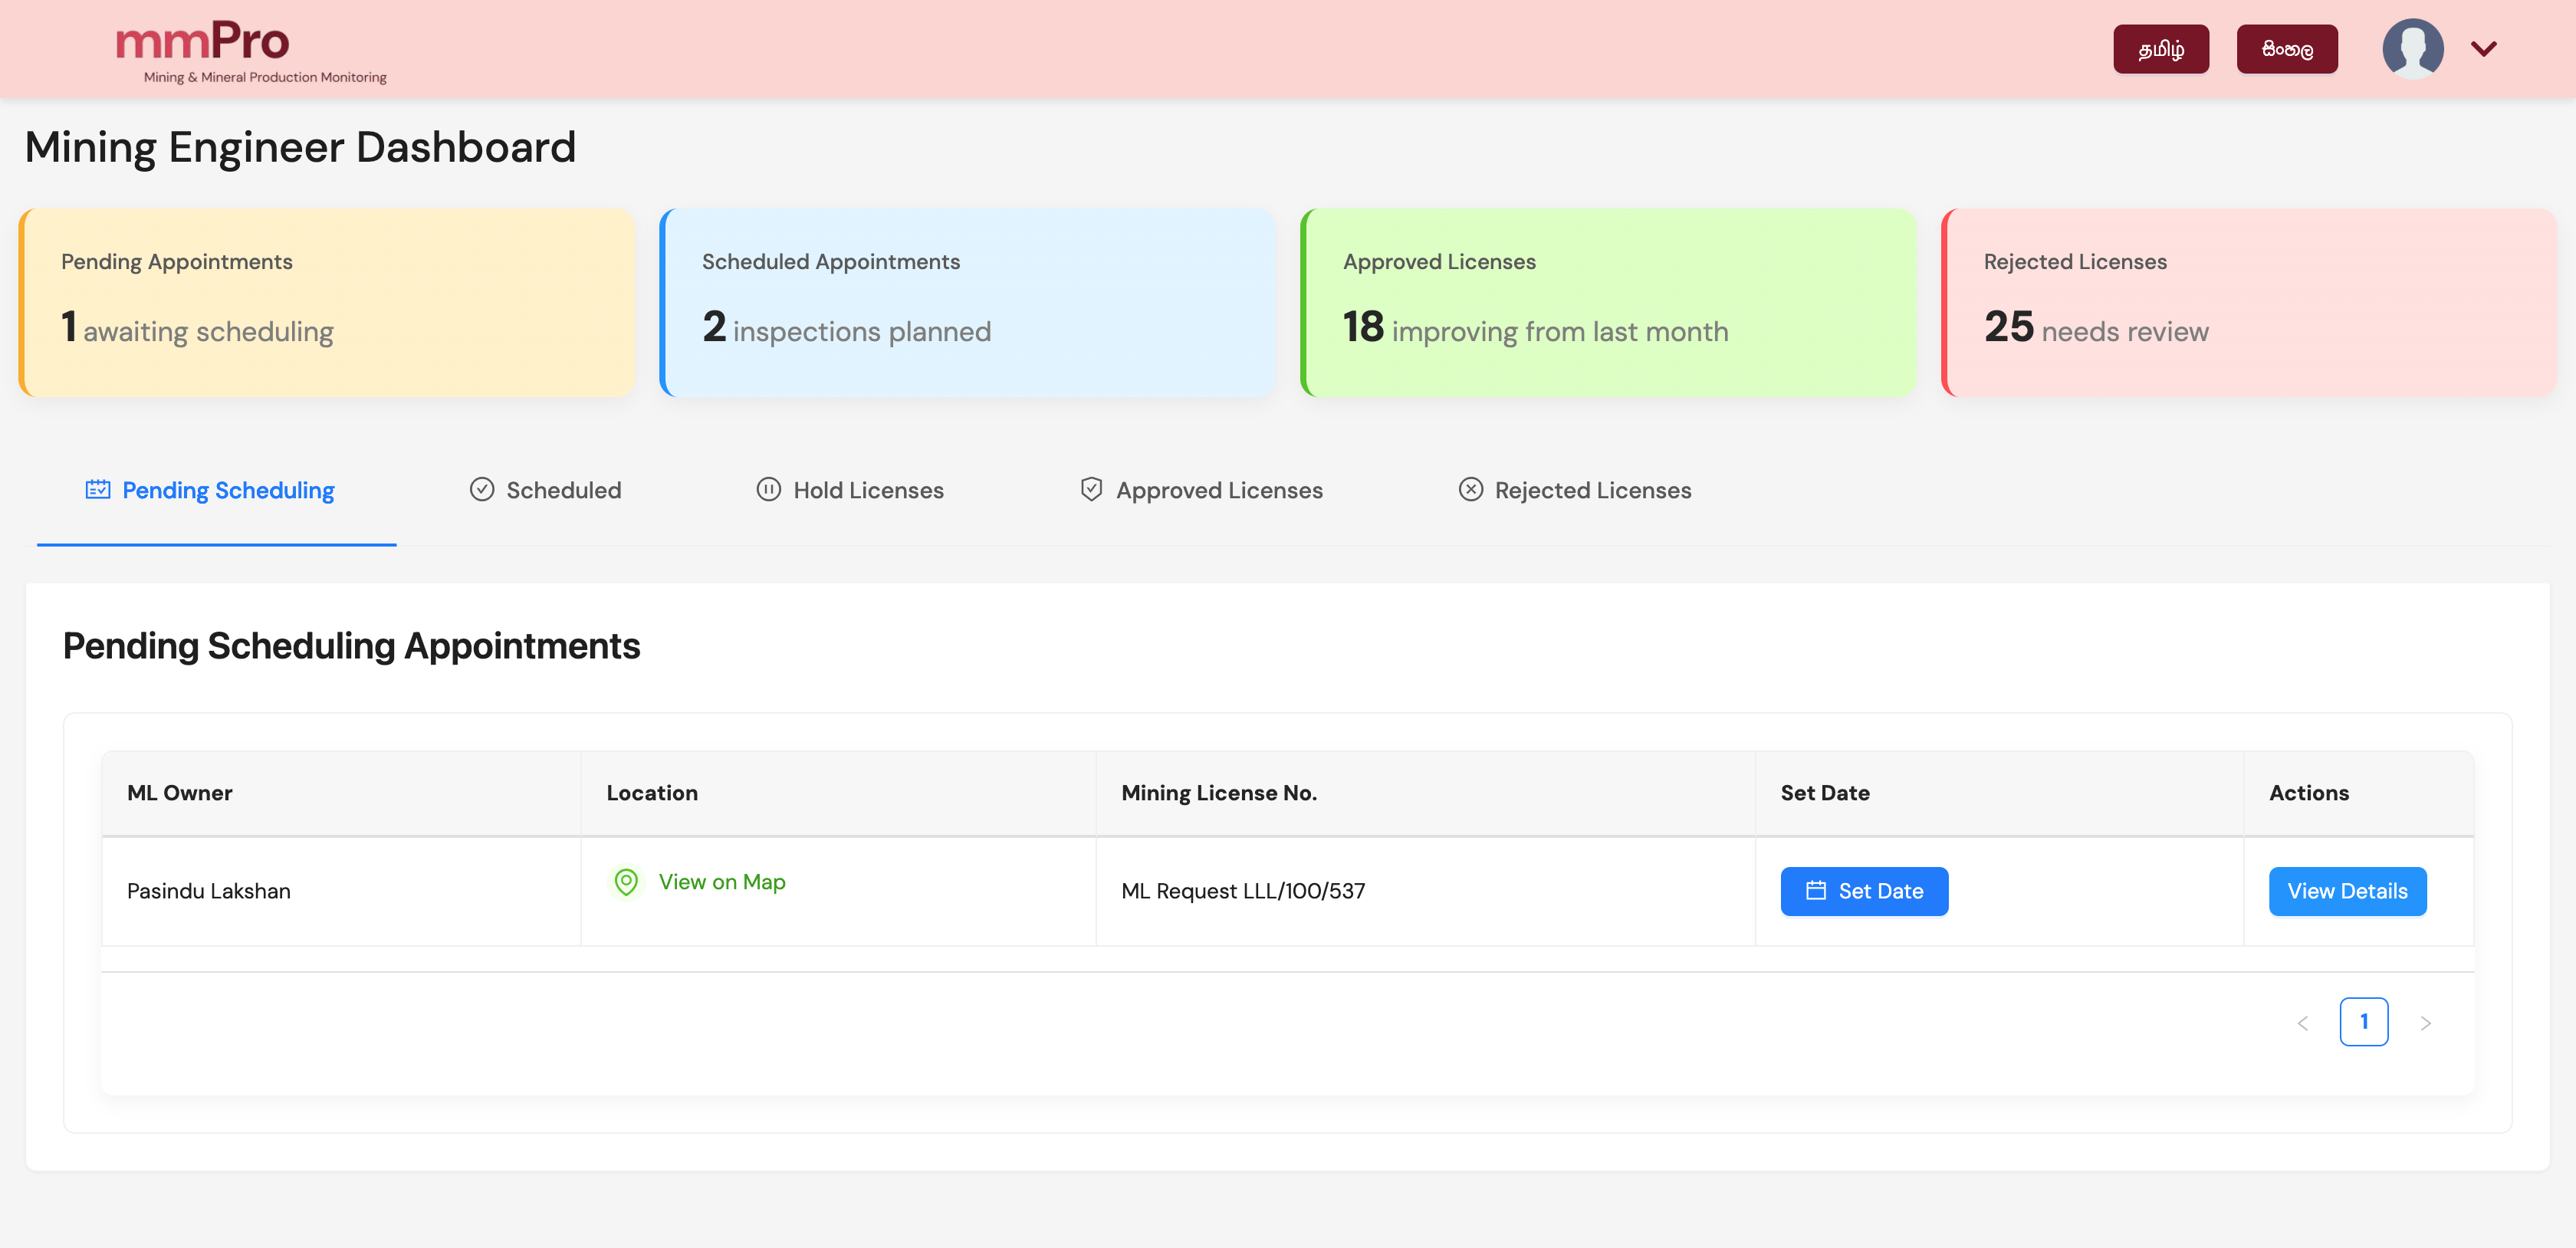 mmPro
Mining & Mineral Production Monitoring
தமிழ்
සිංහල
Mining Engineer Dashboard
Pending Appointments
1 awaiting scheduling
Scheduled Appointments
2 inspections planned
Approved Licenses
18 improving from last month
Rejected Licenses
25 needs review
Pending Scheduling
Scheduled
Hold Licenses
Approved Licenses
Rejected Licenses
Pending Scheduling Appointments
ML Owner
Location
Mining License No.
Set Date
Actions
Pasindu Lakshan
View on Map
ML Request LLL/100/537
Set Date
View Details
1